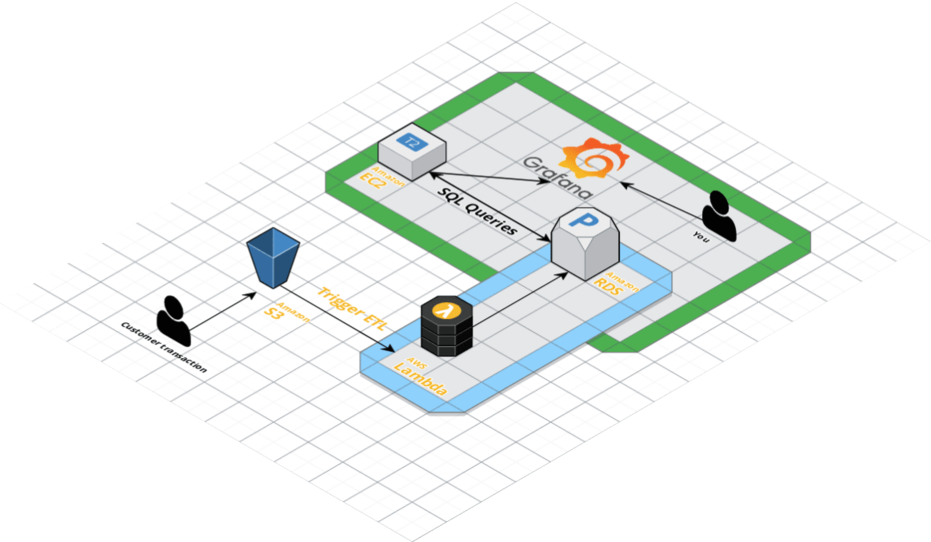 T2
Amazon
EC2
Grafana
SQL Queries
You
P
Amazon
RDS
Amazon
S3
Trigger ETL
Customer transaction
λ
AWS
Lambda